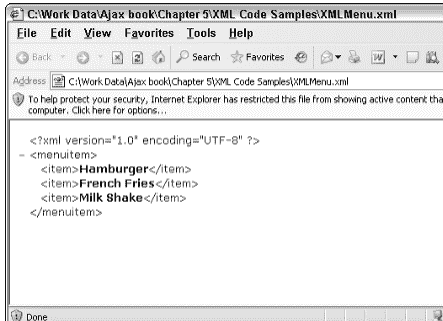 C:\Work Data\Ajax book\Chapter 5\XML Code Samples\XMLMenu.xml
File Edit View Favorites Tools Help
Back Search Favorites
Address C:\Work Data\Ajax book\Chapter 5\XML Code Samples\XMLMenu.xml
To help protect your security, Internet Explorer has restricted this file from showing active content tha
computer. Click here for options...
<?xml version="1.0" encoding="UTF-8" ?>
- <menuitem>
<item>Hamburger</item>
<item>French Fries</item>
<item>Milk Shake</item>
</menuitem>
Done